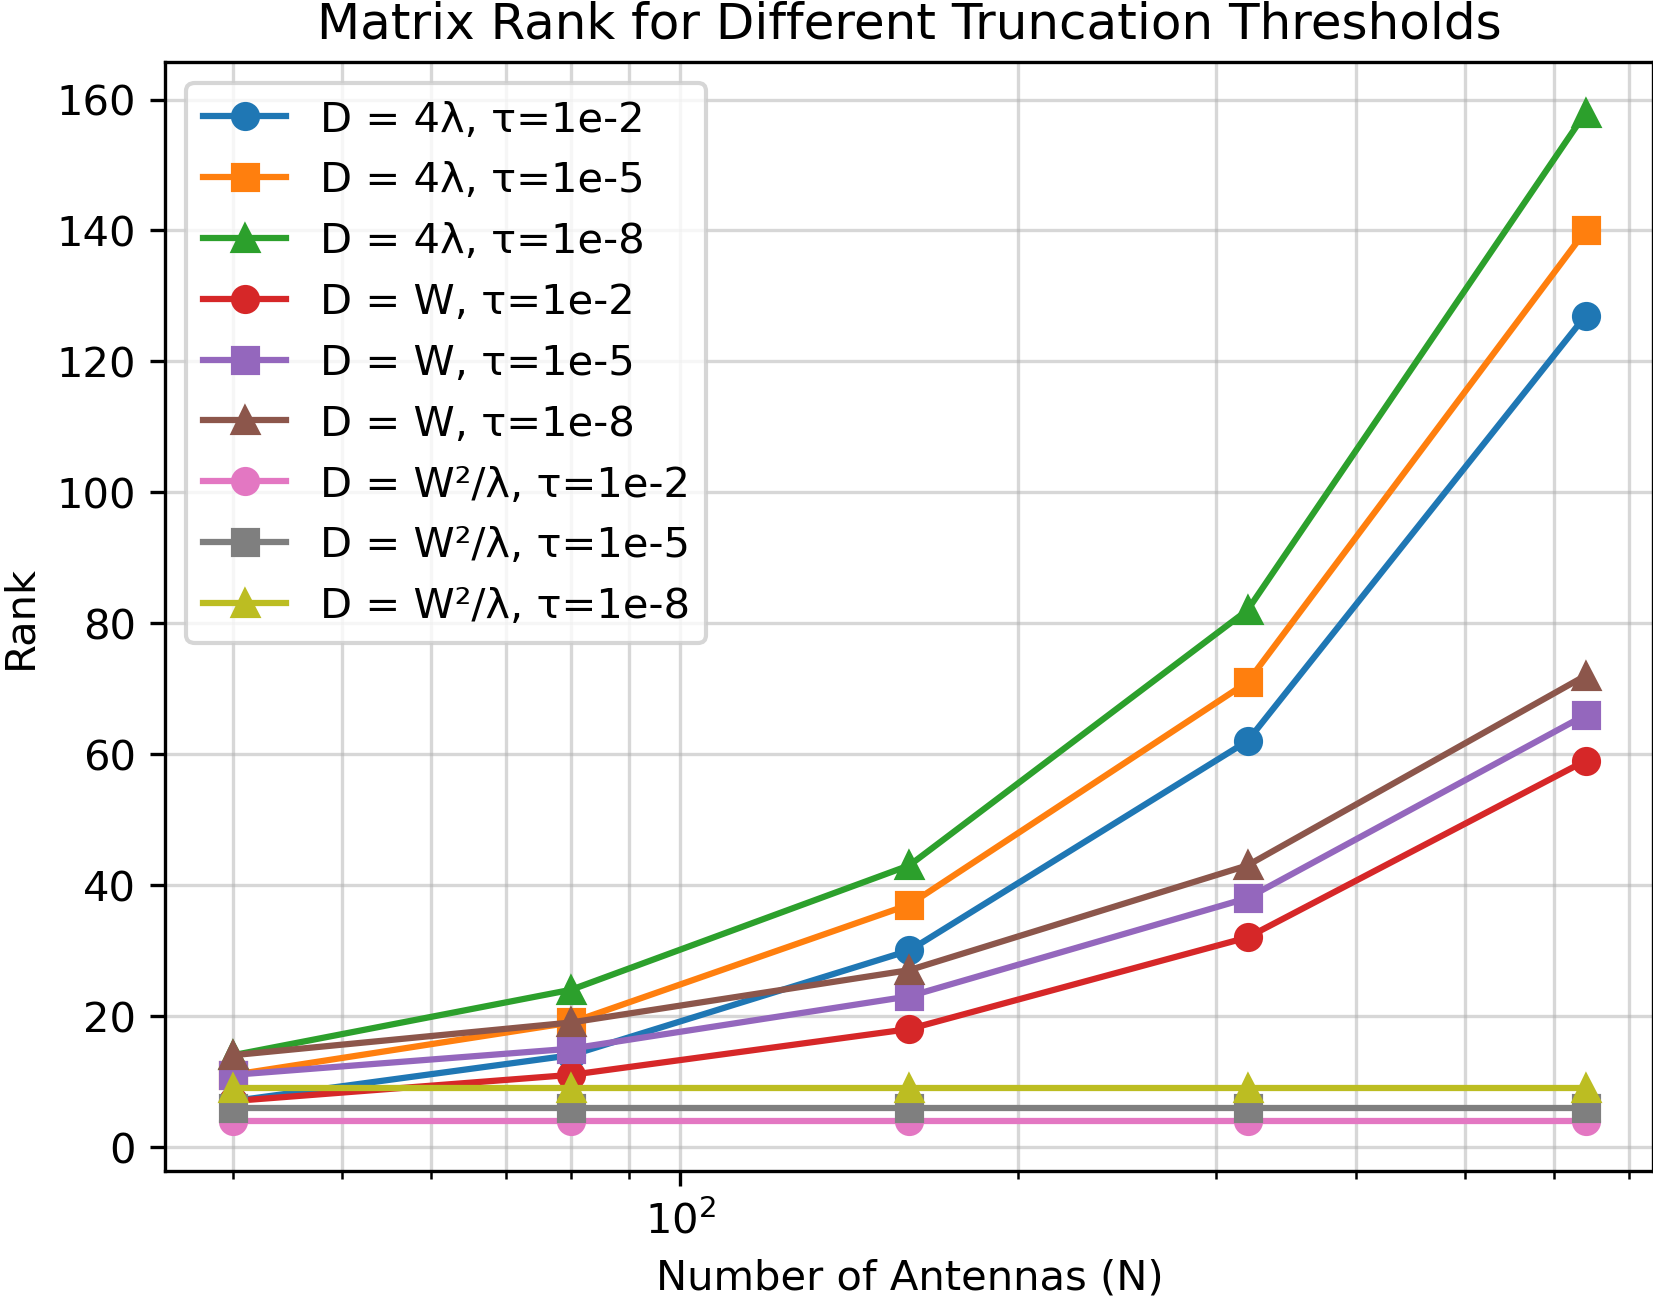 Matrix Rank for Different Truncation Thresholds
160
140
120
100
80
60
40
20
0
Rank
D = 4λ, τ=1e-2
D = 4λ, τ=1e-5
D = 4λ, τ=1e-8
D = W, τ=1e-2
D = W, τ=1e-5
D = W, τ=1e-8
D = W²/λ, τ=1e-2
D = W²/λ, τ=1e-5
D = W²/λ, τ=1e-8
10²
Number of Antennas (N)